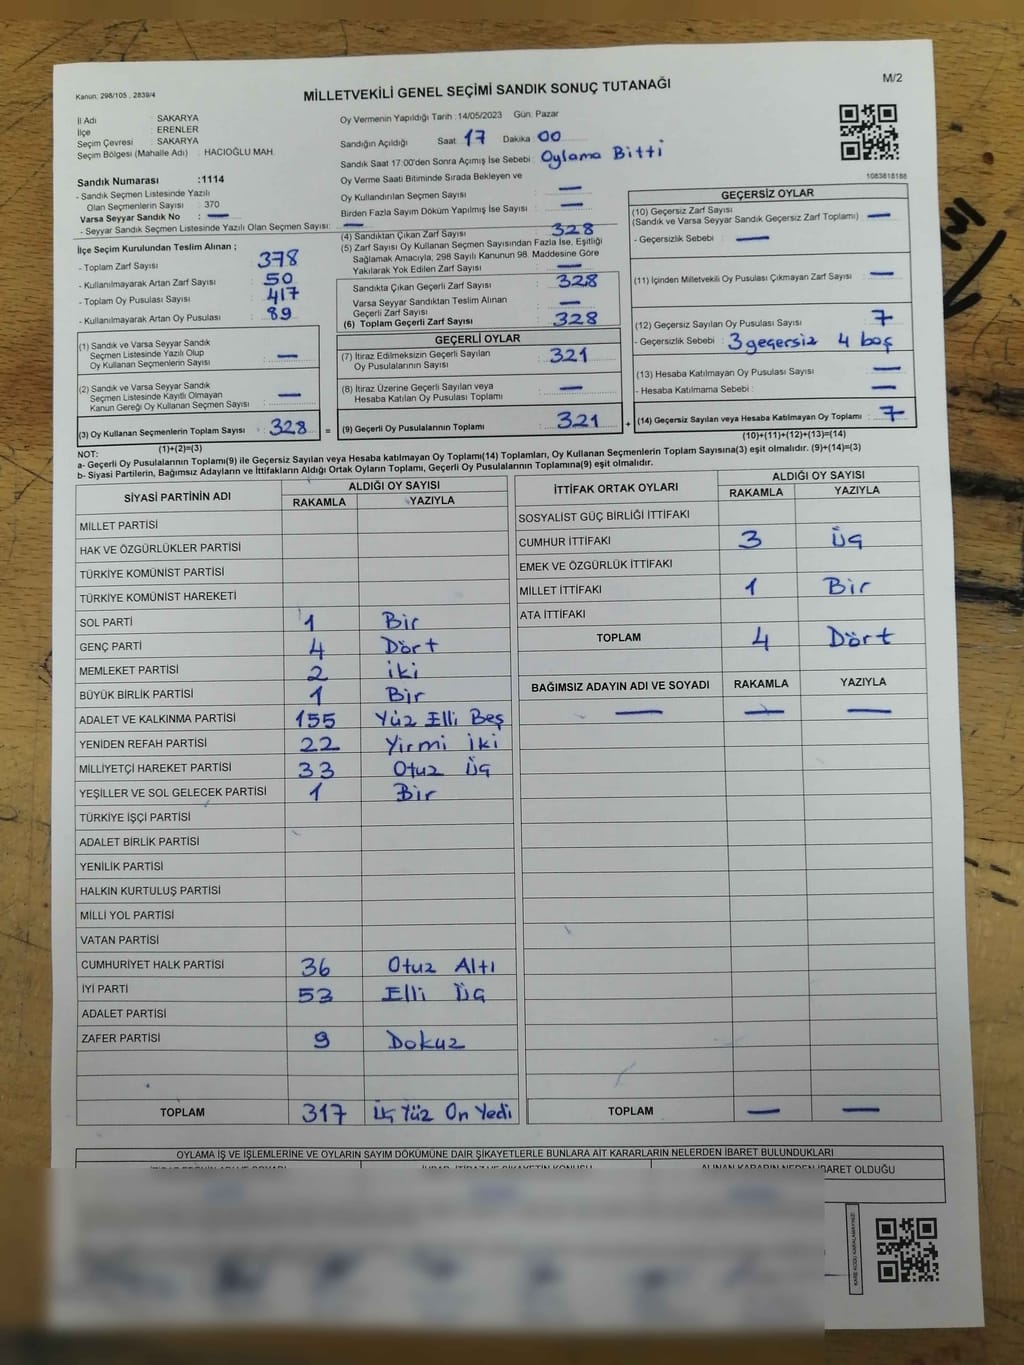 Kanun: 298/105 , 2839/4
MİLLETVEKİLİ GENEL SEÇİMİ SANDIK SONUÇ TUTANAĞI
M/2
İl Adı : SAKARYA
İlçe : ERENLER
Seçim Çevresi : SAKARYA
Seçim Bölgesi (Mahalle Adı) : HACIOĞLU MAH.
Sandık Numarası :1114
- Sandık Seçmen Listesinde Yazılı
Olan Seçmenlerin Sayısı : 370
Varsa Seyyar Sandık No : —
- Seyyar Sandık Seçmen Listesinde Yazılı Olan Seçmen Sayısı: —
Oy Vermenin Yapıldığı Tarih :14/05/2023 Gün: Pazar
Sandığın Açıldığı Saat 17 Dakika 00
Sandık Saat 17:00'den Sonra Açımış İse Sebebi : Oylama Bitti
Oy Verme Saati Bitiminde Sırada Bekleyen ve
Oy Kullandırılan Seçmen Sayısı : —
Birden Fazla Sayım Döküm Yapılmış İse Sayısı : —
1083818188
İlçe Seçim Kurulundan Teslim Alınan ;
- Toplam Zarf Sayısı : 378
- Kullanılmayarak Artan Zarf Sayısı : 50
- Toplam Oy Pusulası Sayısı : 417
- Kullanılmayarak Artan Oy Pusulası : 89
(1) Sandık ve Varsa Seyyar Sandık
Seçmen Listesinde Yazılı Olup
Oy Kullanan Seçmenlerin Sayısı : —
(2) Sandık ve Varsa Seyyar Sandık
Seçmen Listesinde Kayıtlı Olmayan
Kanun Gereği Oy Kullanan Seçmen Sayısı : —
(3) Oy Kullanan Seçmenlerin Toplam Sayısı : 328
(1)+(2)=(3)
(4) Sandıktan Çıkan Zarf Sayısı : 328
(5) Zarf Sayısı Oy Kullanan Seçmen Sayısından Fazla İse, Eşitliği
Sağlamak Amacıyla, 298 Sayılı Kanunun 98. Maddesine Göre
Yakılarak Yok Edilen Zarf Sayısı : —
Sandıkta Çıkan Geçerli Zarf Sayısı : 328
Varsa Seyyar Sandıktan Teslim Alınan
Geçerli Zarf Sayısı : —
(6) Toplam Geçerli Zarf Sayısı : 328
GEÇERLİ OYLAR
(7) İtiraz Edilmeksizin Geçerli Sayılan
Oy Pusulalarının Sayısı : 321
(8) İtiraz Üzerine Geçerli Sayılan veya
Hesaba Katılan Oy Pusulası Toplamı : —
= (9) Geçerli Oy Pusulalarının Toplamı : 321
GEÇERSİZ OYLAR
(10) Geçersiz Zarf Sayısı
(Sandık ve Varsa Seyyar Sandık Geçersiz Zarf Toplamı) : —
- Geçersizlik Sebebi : —
(11) İçinden Milletvekili Oy Pusulası Çıkmayan Zarf Sayısı : —
(12) Geçersiz Sayılan Oy Pusulası Sayısı : 7
- Geçersizlik Sebebi : 3 geçersiz 4 boş
(13) Hesaba Katılmayan Oy Pusulası Sayısı : —
- Hesaba Katılmama Sebebi : —
+ (14) Geçersiz Sayılan veya Hesaba Katılmayan Oy Toplamı : 7
(10)+(11)+(12)+(13)=(14)
NOT:
a- Geçerli Oy Pusulalarının Toplamı(9) ile Geçersiz Sayılan veya Hesaba katılmayan Oy Toplamı(14) Toplamları, Oy Kullanan Seçmenlerin Toplam Sayısına(3) eşit olmalıdır. (9)+(14)=(3)
b- Siyasi Partilerin, Bağımsız Adayların ve İttifakların Aldığı Ortak Oyların Toplamı, Geçerli Oy Pusulalarının Toplamına(9) eşit olmalıdır.
SİYASİ PARTİNİN ADI ALDIĞI OY SAYISI
RAKAMLA YAZIYLA
MİLLET PARTİSİ
HAK VE ÖZGÜRLÜKLER PARTİSİ
TÜRKİYE KOMÜNİST PARTİSİ
TÜRKİYE KOMÜNİST HAREKETİ
SOL PARTİ 1 Bir
GENÇ PARTİ 4 Dört
MEMLEKET PARTİSİ 2 iki
BÜYÜK BİRLİK PARTİSİ 1 Bir
ADALET VE KALKINMA PARTİSİ 155 Yüz Elli Beş
YENİDEN REFAH PARTİSİ 22 Yirmi iki
MİLLİYETÇİ HAREKET PARTİSİ 33 Otuz Üç
YEŞİLLER VE SOL GELECEK PARTİSİ 1 Bir
TÜRKİYE İŞÇİ PARTİSİ
ADALET BİRLİK PARTİSİ
YENİLİK PARTİSİ
HALKIN KURTULUŞ PARTİSİ
MİLLİ YOL PARTİSİ
VATAN PARTİSİ
CUMHURİYET HALK PARTİSİ 36 Otuz Altı
İYİ PARTİ 53 Elli Üç
ADALET PARTİSİ
ZAFER PARTİSİ 9 Dokuz
TOPLAM 317 Üç Yüz On Yedi
İTTİFAK ORTAK OYLARI ALDIĞI OY SAYISI
RAKAMLA YAZIYLA
SOSYALİST GÜÇ BİRLİĞİ İTTİFAKI
CUMHUR İTTİFAKI 3 Üç
EMEK VE ÖZGÜRLÜK İTTİFAKI
MİLLET İTTİFAKI 1 Bir
ATA İTTİFAKI
TOPLAM 4 Dört
BAĞIMSIZ ADAYIN ADI VE SOYADI RAKAMLA YAZIYLA
— — —
TOPLAM — —
OYLAMA İŞ VE İŞLEMLERİNE VE OYLARIN SAYIM DÖKÜMÜNE DAİR ŞİKAYETLERLE BUNLARA AİT KARARLARIN NELERDEN İBARET BULUNDUKLARI
ALINAN KARARIN NEDEN İBARET OLDUĞU